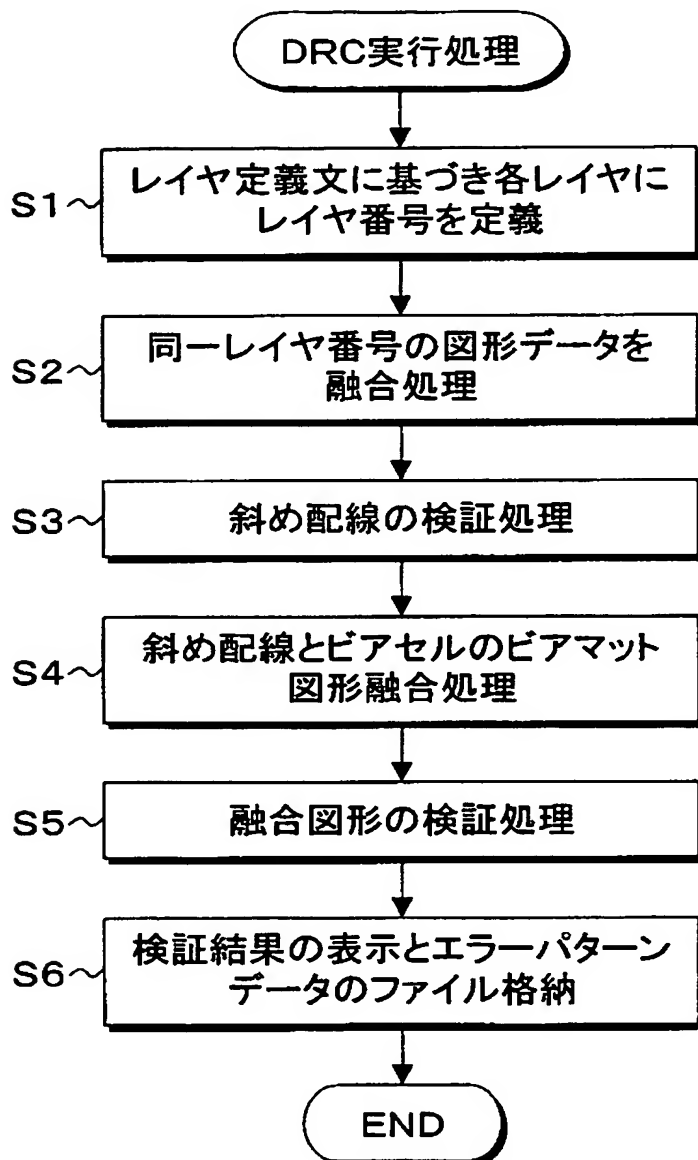 DRC実行処理
S1
レイヤ定義文に基づき各レイヤに
レイヤ番号を定義
S2
同一レイヤ番号の図形データを
融合処理
S3
斜め配線の検証処理
S4
斜め配線とビアセルのビアマット
図形融合処理
S5
融合図形の検証処理
S6
検証結果の表示とエラーパターン
データのファイル格納
END